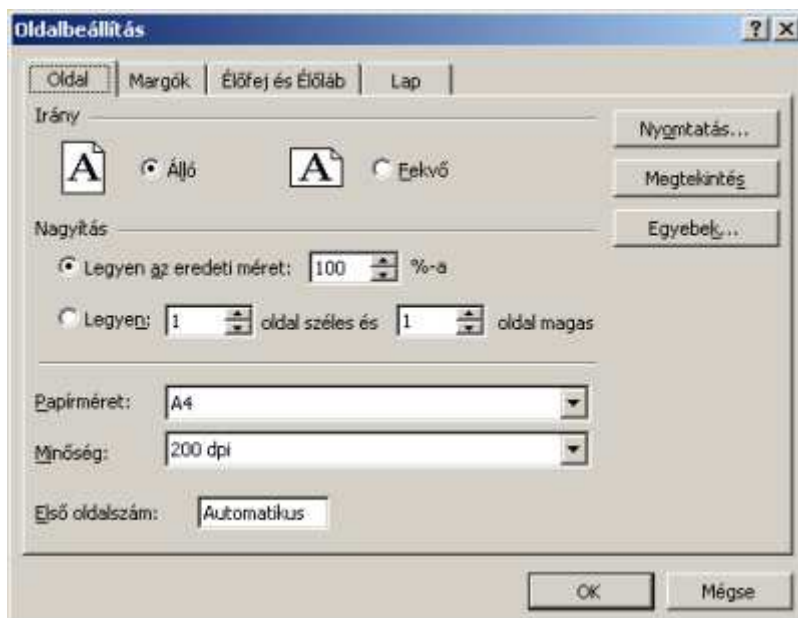 Oldalbeállítás
Oldal Margók Élőfej és Élőláb Lap
Irány
A Álló A Fekvő
Nyomtatás...
Megtekintés
Nagyítás
Egyebek...
Legyen az eredeti méret: 100 %-a
Legyen: 1 oldal széles és 1 oldal magas
Papírméret: A4
Minőség: 200 dpi
Első oldalszám: Automatikus
OK Mégse